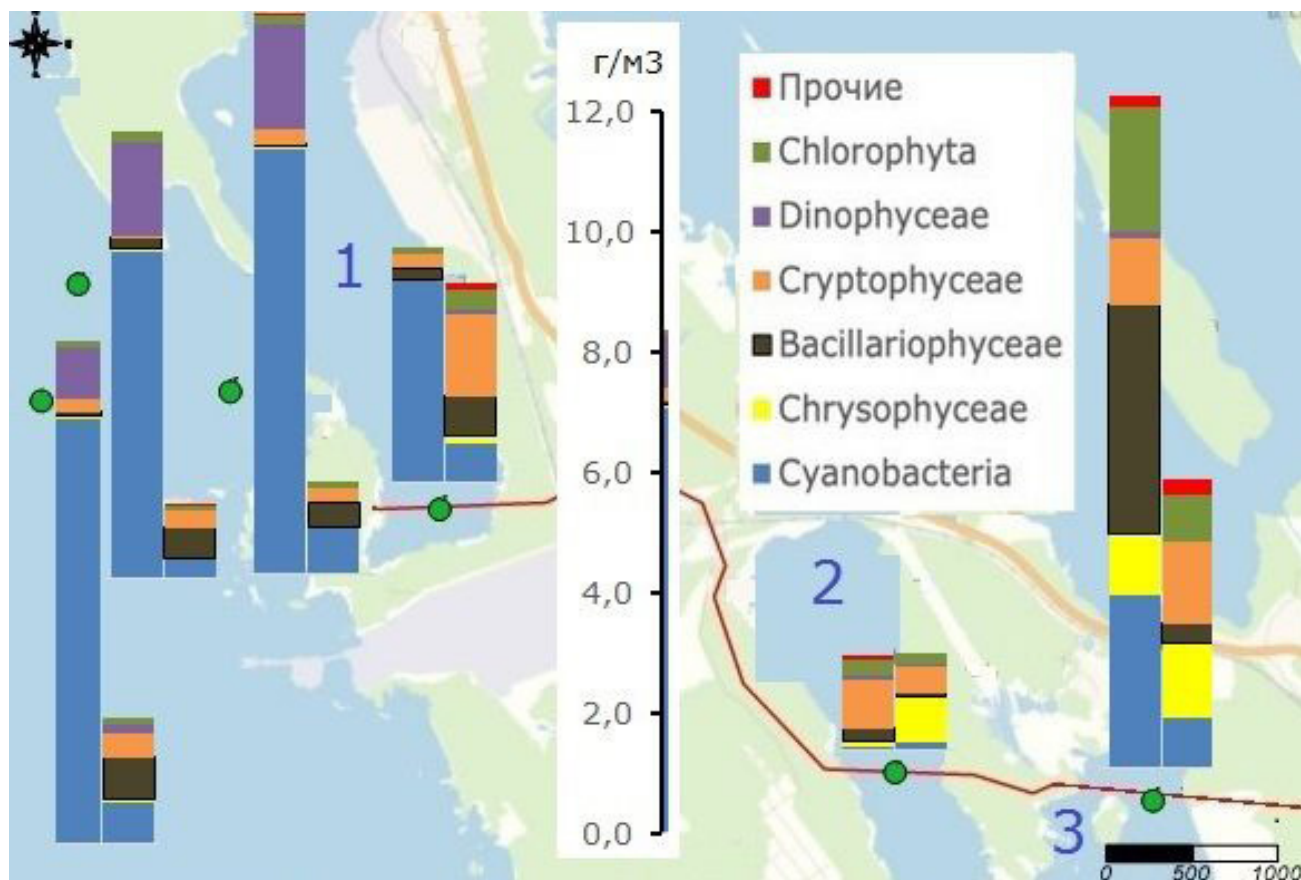 г/м3
12,0
10,0
8,0
6,0
4,0
2,0
0,0
Прочие
Chlorophyta
Dinophyceae
Cryptophyceae
Bacillariophyceae
Chrysophyceae
Cyanobacteria
1
2
3
0 500 1000